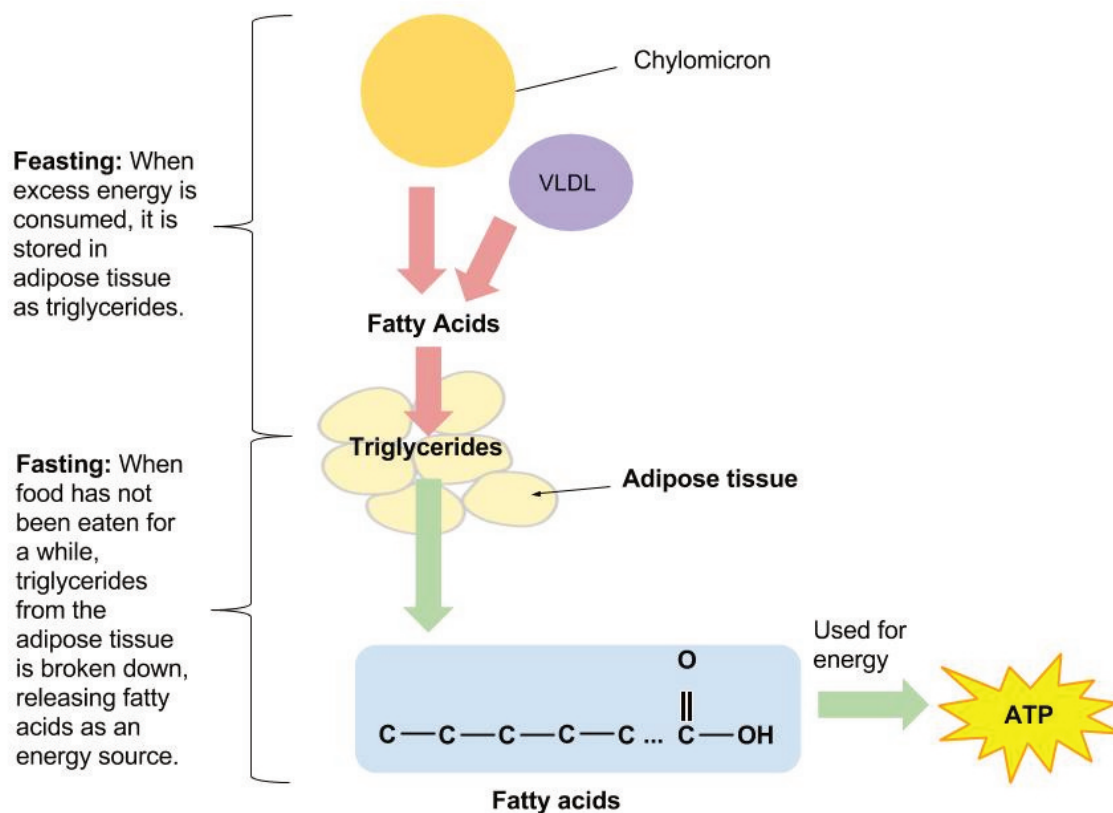 Chylomicron
VLDL
Feasting: When
excess energy is
consumed, it is
stored in
adipose tissue
as triglycerides.
Fatty Acids
Triglycerides
Adipose tissue
Fasting: When
food has not
been eaten for
a while,
triglycerides
from the
adipose tissue
is broken down,
releasing fatty
acids as an
energy source.
O
C—C—C—C—C ... C—OH
Fatty acids
Used for
energy
ATP